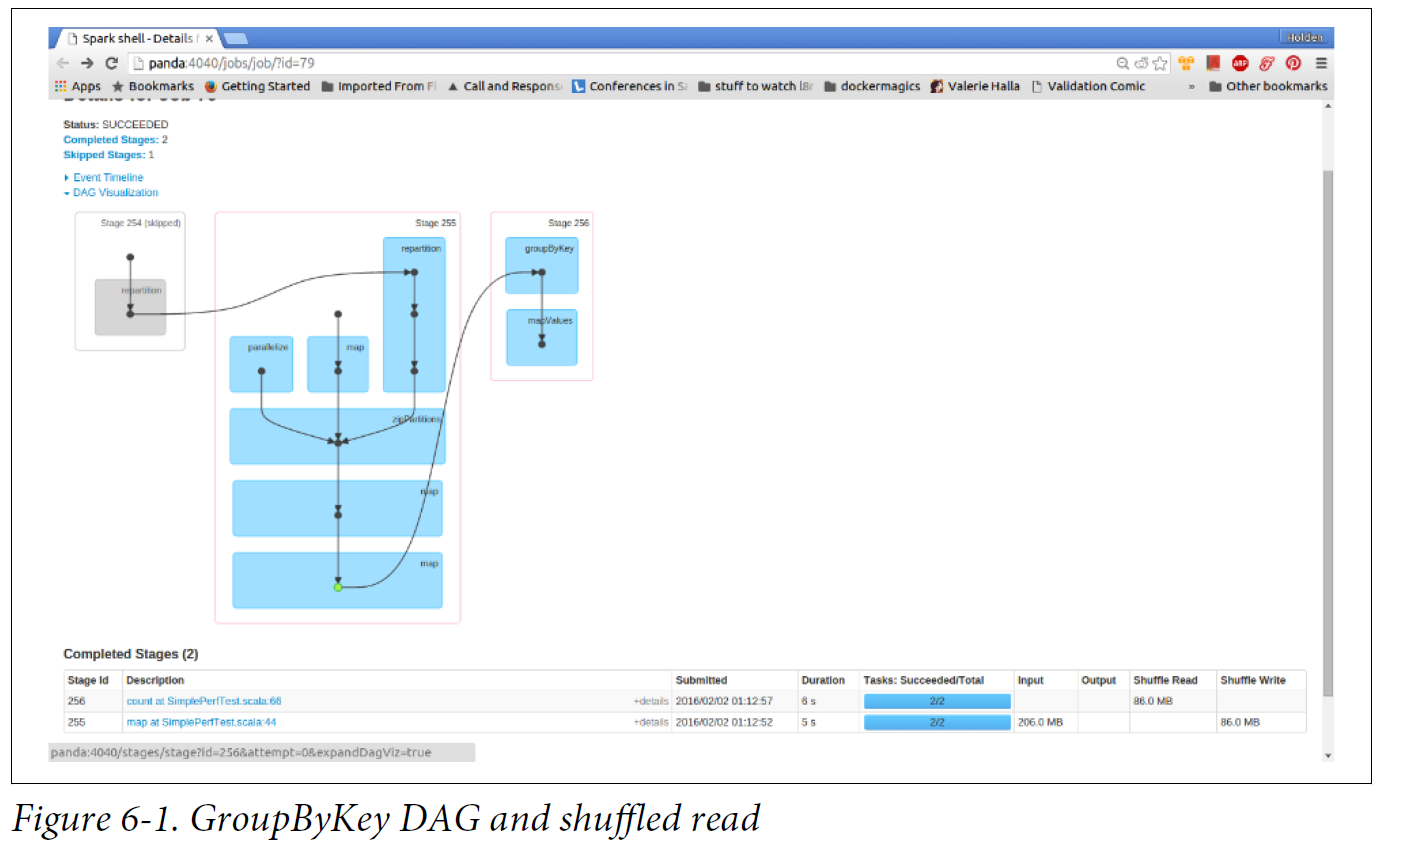 Spark shell - Details f
Holden
panda:4040/jobs/job/?id=79
Apps Bookmarks Getting Started Imported From Fi Call and Respons Conferences in Sa stuff to watch l8r dockermagics Valerie Halla Validation Comic » Other bookmarks
Status: SUCCEEDED
Completed Stages: 2
Skipped Stages: 1
Event Timeline
DAG Visualization
Stage 254 (skipped)
repartition
Stage 255
repartition
parallelize
map
zipPartitions
map
map
Stage 256
groupByKey
mapValues
Completed Stages (2)
Stage Id Description Submitted Duration Tasks: Succeeded/Total Input Output Shuffle Read Shuffle Write
256 count at SimplePerfTest.scala:66 +details 2016/02/02 01:12:57 6 s 2/2 86.0 MB
255 map at SimplePerfTest.scala:44 +details 2016/02/02 01:12:52 5 s 2/2 206.0 MB 86.0 MB
panda:4040/stages/stage?id=256&attempt=0&expandDagViz=true
Figure 6-1. GroupByKey DAG and shuffled read